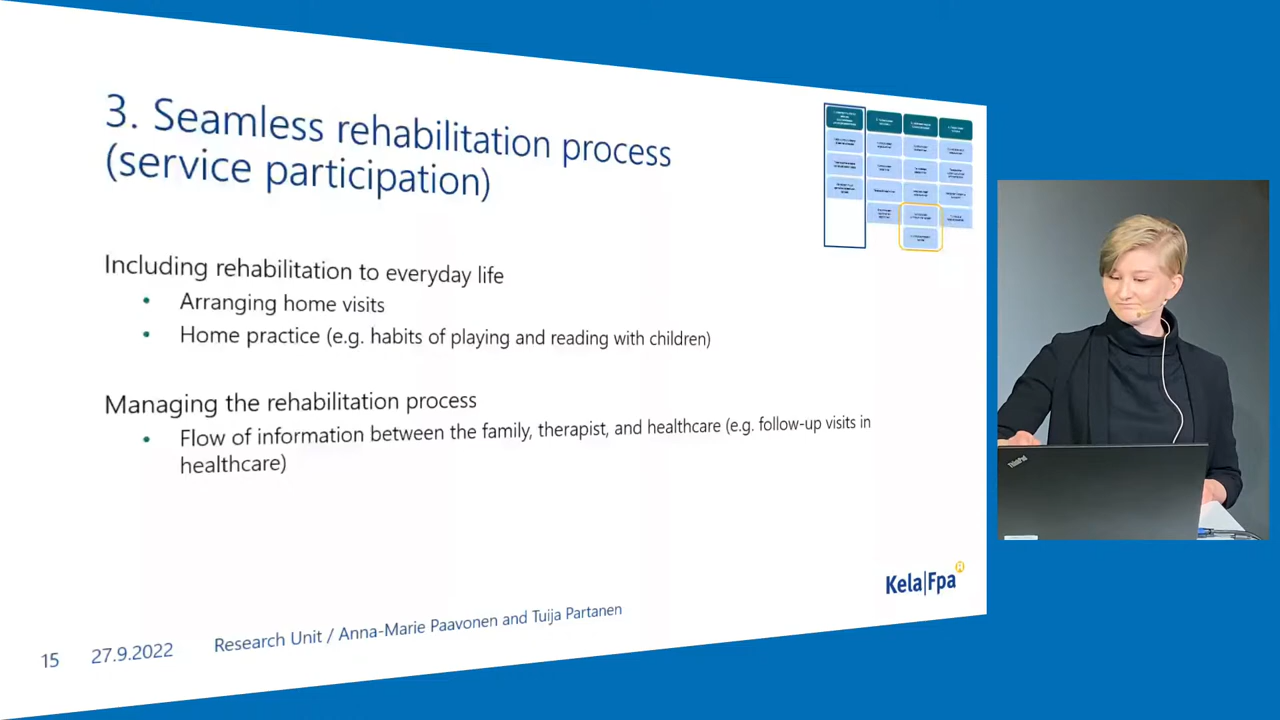 3. Seamless rehabilitation process
(service participation)
Including rehabilitation to everyday life
• Arranging home visits
• Home practice (e.g. habits of playing and reading with children)
Managing the rehabilitation process
• Flow of information between the family, therapist, and healthcare (e.g. follow-up visits in
healthcare)
Kela|Fpa
15 27.9.2022 Research Unit / Anna-Marie Paavonen and Tuija Partanen
ThinkPad